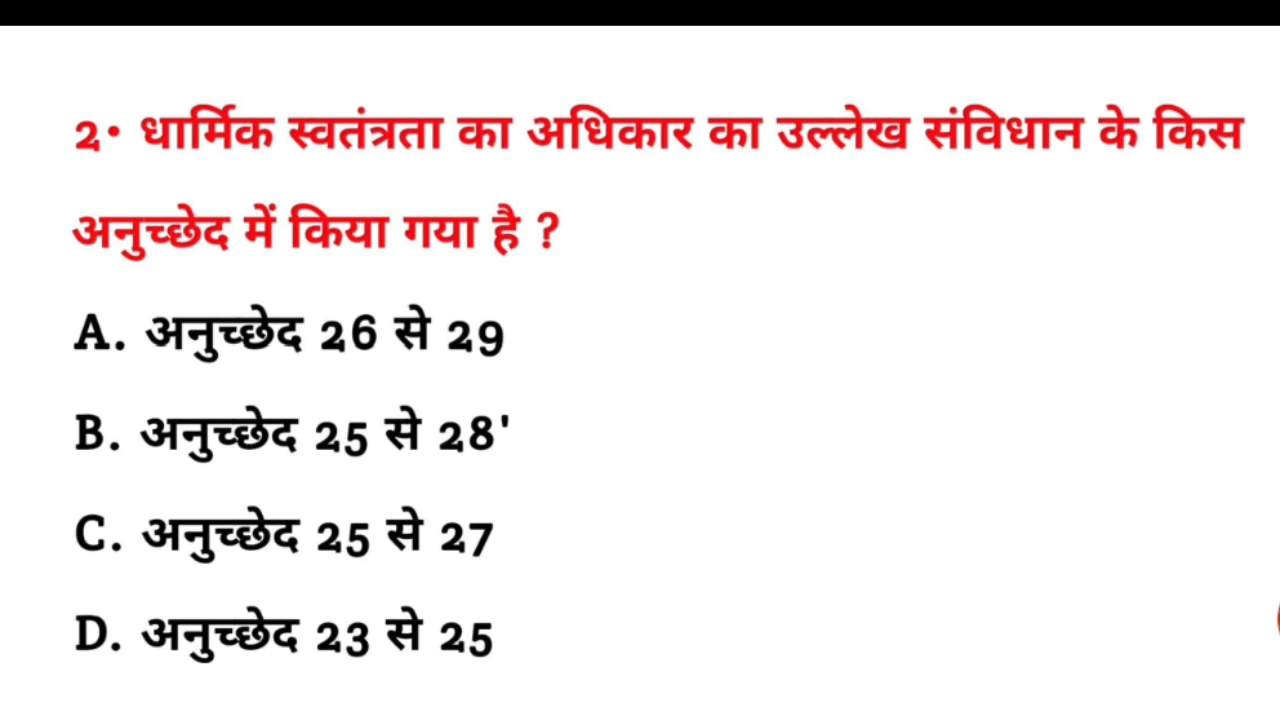 2• धार्मिक स्वतंत्रता का अधिकार का उल्लेख संविधान के किस
अनुच्छेद में किया गया है ?
A. अनुच्छेद 26 से 29
B. अनुच्छेद 25 से 28'
C. अनुच्छेद 25 से 27
D. अनुच्छेद 23 से 25